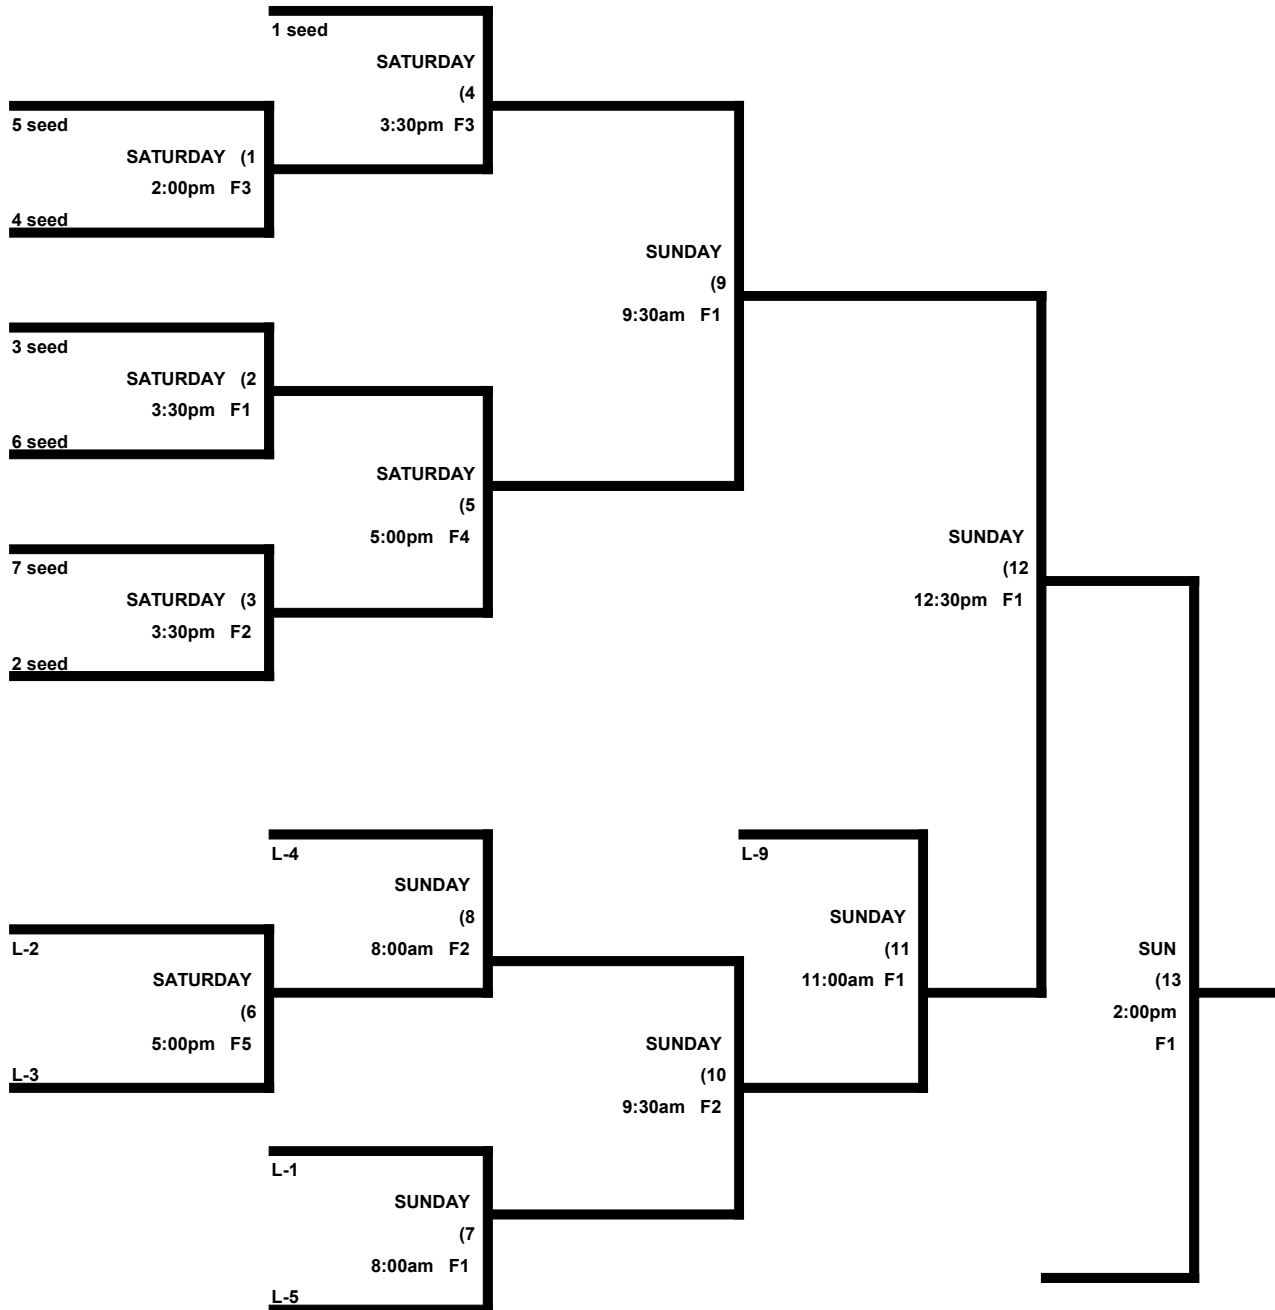 1 seed
SATURDAY
(4
3:30pm F3
5 seed
SATURDAY (1
2:00pm F3
4 seed
SUNDAY
(9
9:30am F1
3 seed
SATURDAY (2
3:30pm F1
6 seed
SATURDAY
(5
5:00pm F4
7 seed
SATURDAY (3
3:30pm F2
2 seed
SUNDAY
(12
12:30pm F1
L-4
SUNDAY
(8
8:00am F2
L-9
SUNDAY
(11
11:00am F1
L-2
SATURDAY
(6
5:00pm F5
L-3
SUN
(13
2:00pm
F1
SUNDAY
(10
9:30am F2
L-1
SUNDAY
(7
8:00am F1
L-5